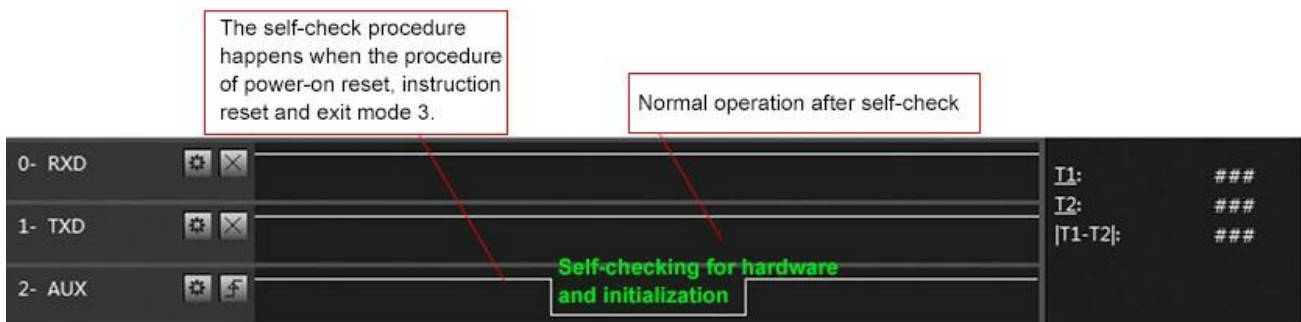 The self-check procedure
happens when the procedure
of power-on reset, instruction
reset and exit mode 3.
Normal operation after self-check
0- RXD
T1: ###
T2: ###
1- TXD
|T1-T2|: ###
Self-checking for hardware
and initialization
2- AUX